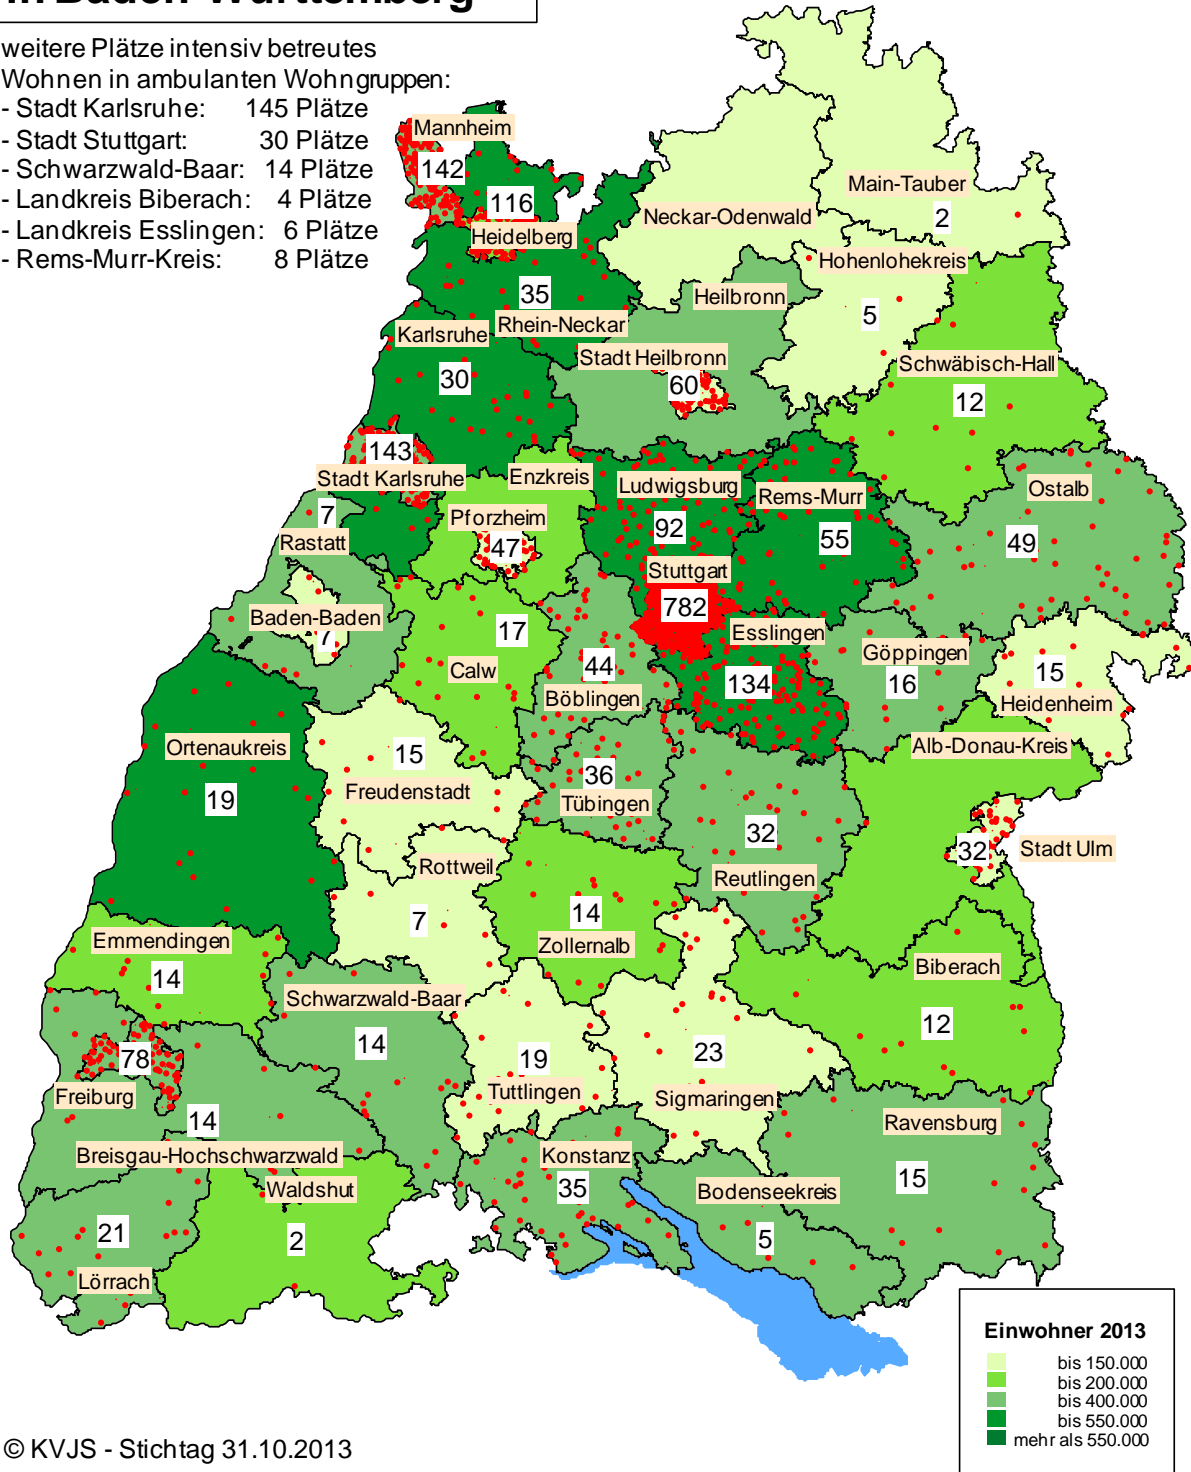 in Baden-Württemberg
weitere Plätze intensiv betreutes
Wohnen in ambulanten Wohngruppen:
- Stadt Karlsruhe: 145 Plätze
- Stadt Stuttgart: 30 Plätze
- Schwarzwald-Baar: 14 Plätze
- Landkreis Biberach: 4 Plätze
- Landkreis Esslingen: 6 Plätze
- Rems-Murr-Kreis: 8 Plätze
Mannheim
142
116
Heidelberg
35
Rhein-Neckar
Neckar-Odenwald
Main-Tauber
2
Hohenlohekreis
5
Heilbronn
Stadt Heilbronn
60
Karlsruhe
30
Schwäbisch-Hall
12
143
Stadt Karlsruhe
Enzkreis
Ludwigsburg
92
Rems-Murr
55
Ostalb
49
7
Rastatt
Pforzheim
47
Stuttgart
782
Baden-Baden
7
17
Calw
44
Böblingen
Esslingen
134
Göppingen
16
15
Heidenheim
Ortenaukreis
19
15
Freudenstadt
36
Tübingen
32
Reutlingen
Alb-Donau-Kreis
32
Stadt Ulm
Rottweil
7
14
Zollernalb
Emmendingen
14
Schwarzwald-Baar
14
Biberach
12
78
Freiburg
19
Tuttlingen
23
Sigmaringen
14
Breisgau-Hochschwarzwald
Ravensburg
15
Konstanz
35
Waldshut
2
Bodenseekreis
5
21
Lörrach
Einwohner 2013
bis 150.000
bis 200.000
bis 400.000
bis 550.000
mehr als 550.000
© KVJS - Stichtag 31.10.2013